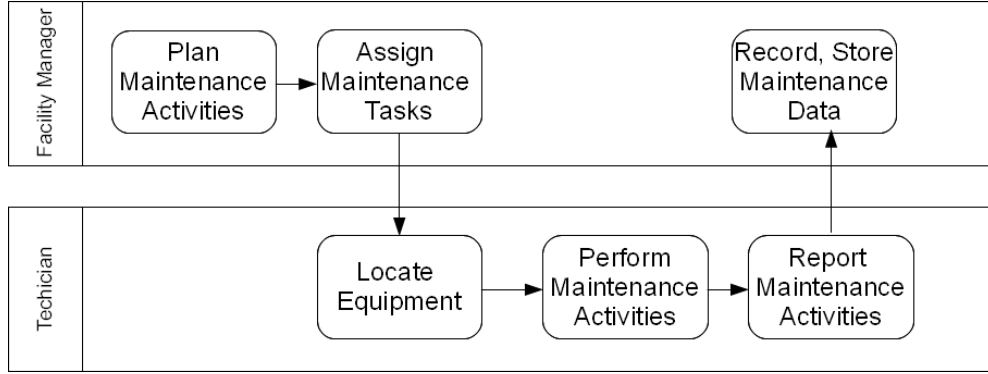 Facility Manager
Plan
Maintenance
Activities
Assign
Maintenance
Tasks
Record, Store
Maintenance
Data
Techician
Locate
Equipment
Perform
Maintenance
Activities
Report
Maintenance
Activities